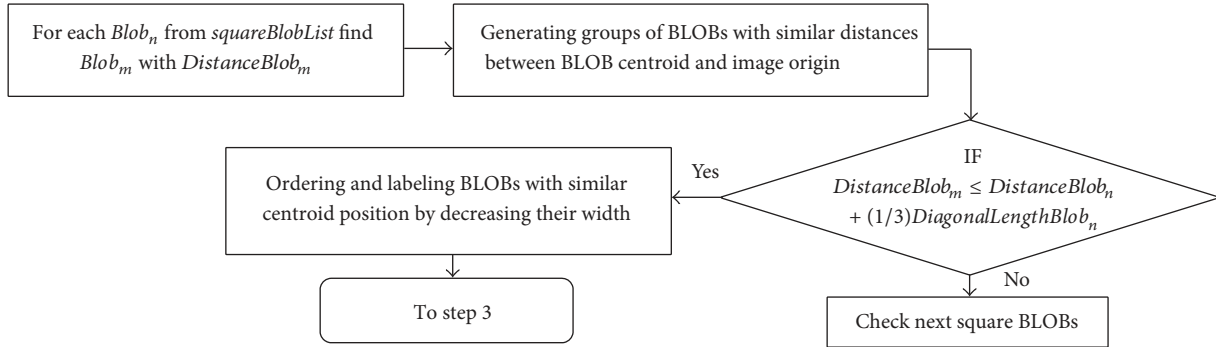 For each Blobₙ from squareBlobList find
Blobₘ with DistanceBlobₘ
Generating groups of BLOBs with similar distances
between BLOB centroid and image origin
IF
DistanceBlobₘ ≤ DistanceBlobₙ
+ (1/3)DiagonalLengthBlobₙ
Yes
Ordering and labeling BLOBs with similar
centroid position by decreasing their width
To step 3
No
Check next square BLOBs